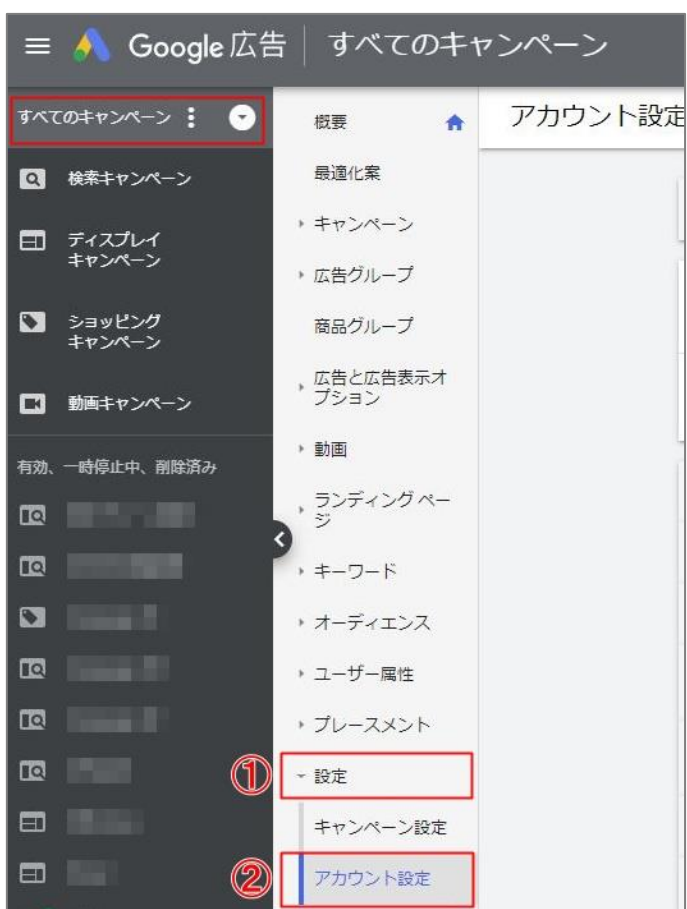 Google 広告 すべてのキャンペーン
すべてのキャンペーン
検索キャンペーン
ディスプレイ
キャンペーン
ショッピング
キャンペーン
動画キャンペーン
有効、一時停止中、削除済み
概要
最適化案
キャンペーン
広告グループ
商品グループ
広告と広告表示オ
プション
動画
ランディング ペー
ジ
キーワード
オーディエンス
ユーザー属性
プレースメント
① 設定
キャンペーン設定
② アカウント設定
アカウント設定